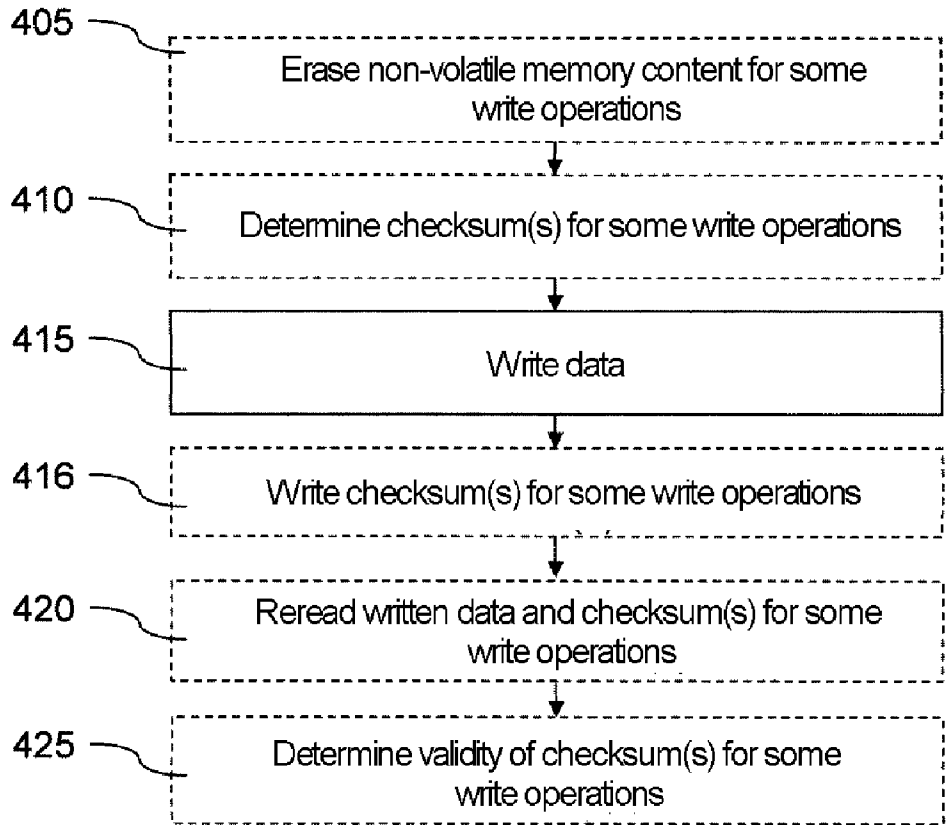 405
Erase non-volatile memory content for some
write operations
410
Determine checksum(s) for some write operations
415
Write data
416
Write checksum(s) for some write operations
420
Reread written data and checksum(s) for some
write operations
425
Determine validity of checksum(s) for some
write operations